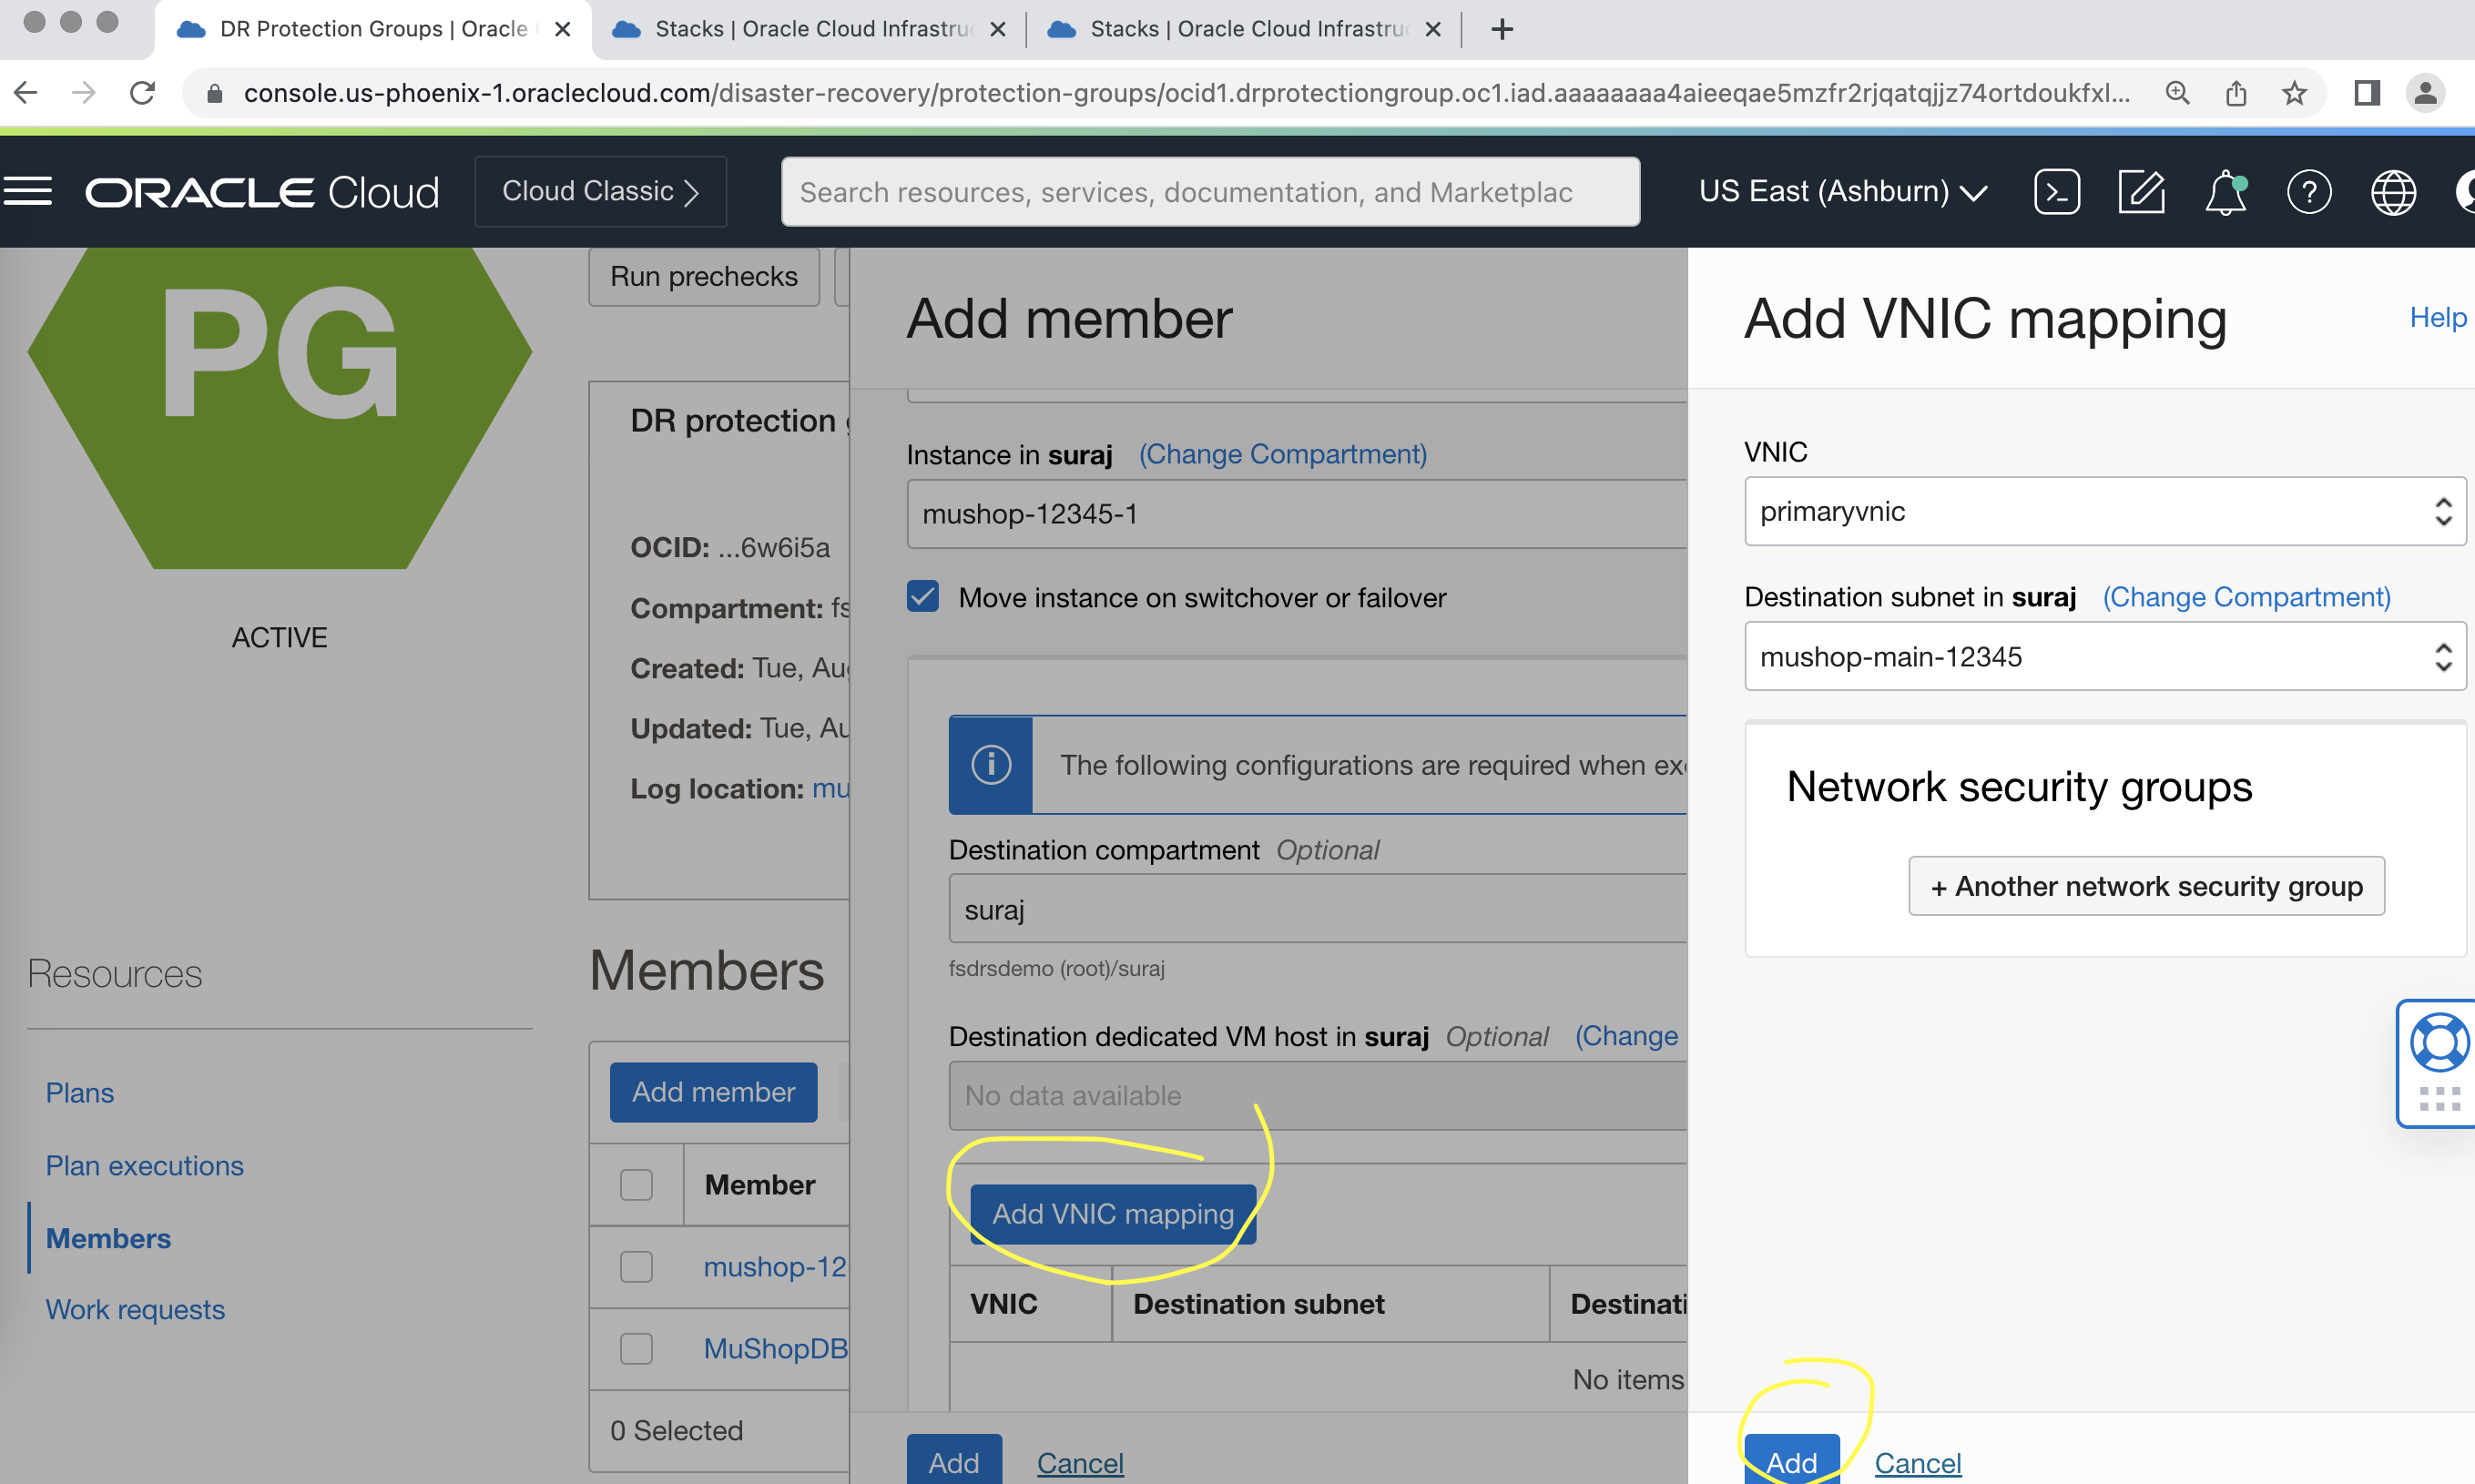 DR Protection Groups | Oracle
Stacks | Oracle Cloud Infrastruc
Stacks | Oracle Cloud Infrastruc
console.us-phoenix-1.oraclecloud.com/disaster-recovery/protection-groups/ocid1.drprotectiongroup.oc1.iad.aaaaaaaa4aieeqae5mzfr2rjqatqjjz74ortdoukfxl...
ORACLE Cloud
Cloud Classic
Search resources, services, documentation, and Marketplac
US East (Ashburn)
PG
ACTIVE
Resources
Plans
Plan executions
Members
Work requests
Run prechecks
DR protection g
OCID: ...6w6i5a
Compartment: fs
Created: Tue, Aug
Updated: Tue, Au
Log location: mu
Members
Add member
Member
mushop-12
MuShopDB
0 Selected
Add member
Instance in suraj (Change Compartment)
mushop-12345-1
Move instance on switchover or failover
The following configurations are required when ex
Destination compartment Optional
suraj
fsdrsdemo (root)/suraj
Destination dedicated VM host in suraj Optional (Change
No data available
Add VNIC mapping
VNIC Destination subnet Destinati
No items
Add Cancel
Add VNIC mapping
Help
VNIC
primaryvnic
Destination subnet in suraj (Change Compartment)
mushop-main-12345
Network security groups
+ Another network security group
Add Cancel